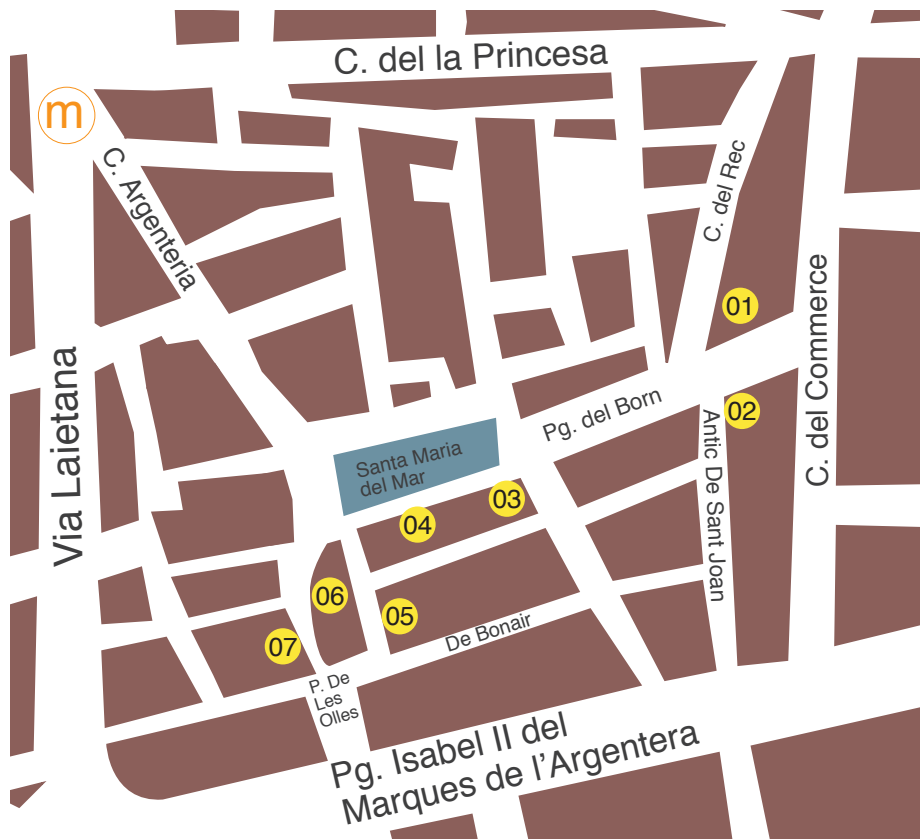 C. del la Princesa
m
C. Argenteria
C. del Rec
01
C. del Commerce
Via Laietana
02
Pg. del Born
Antic De Sant Joan
Santa Maria
del Mar
03
04
06
05
07
De Bonair
P. De
Les
Olles
Pg. Isabel II del
Marques de l’Argentera